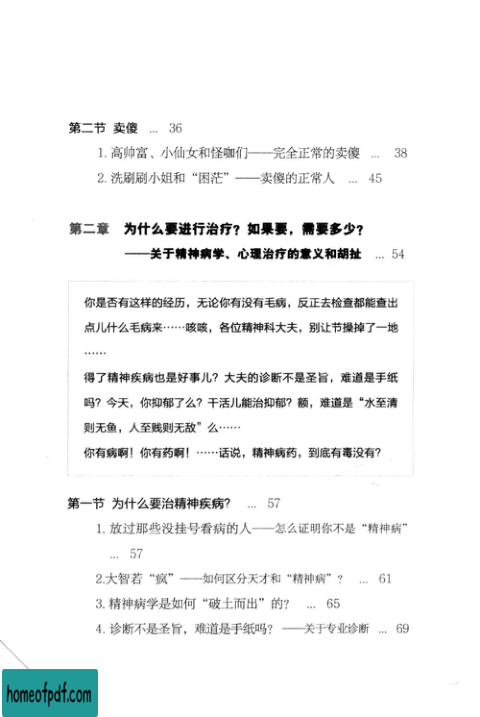 第二节 卖傻 … 36
1. 高帅富、小仙女和怪咖们——完全正常的卖傻 … 38
2. 洗刷刷小姐和“困茫”——卖傻的正常人 … 45
第二章 为什么要进行治疗？如果要，需要多少？
——关于精神病学、心理治疗的意义和胡扯 … 54
你是否有这样的经历，无论你有没有毛病，反正去检查都能查出
点儿什么毛病来……咳咳，各位精神科大夫，别让节操掉了一地
……
得了精神疾病也是好事儿？大夫的诊断不是圣旨，难道是手纸
吗？今天，你抑郁了么？干活儿能治抑郁？额，难道是“水至清
则无鱼，人至贱则无敌”么……
你有病啊！你有药啊！……话说，精神病药，到底有毒没有？
第一节 为什么要治精神疾病？ … 57
1. 放过那些没挂号看病的人——怎么证明你不是“精神病”
… 57
2.大智若“疯”——如何区分天才和“精神病”？ … 61
3. 精神病学是如何“破土而出”的？ … 65
4. 诊断不是圣旨，难道是手纸吗？——关于专业诊断 … 69
homeofpdf.com